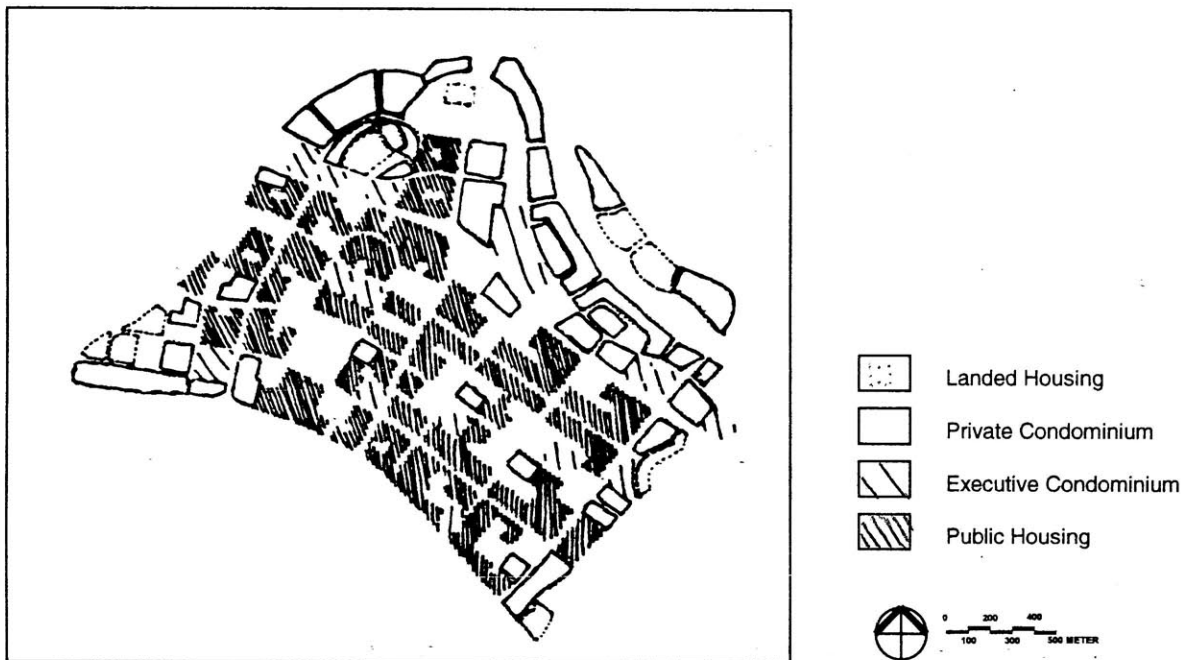 Landed Housing
Private Condominium
Executive Condominium
Public Housing
0 200 400
100 300 500 METER